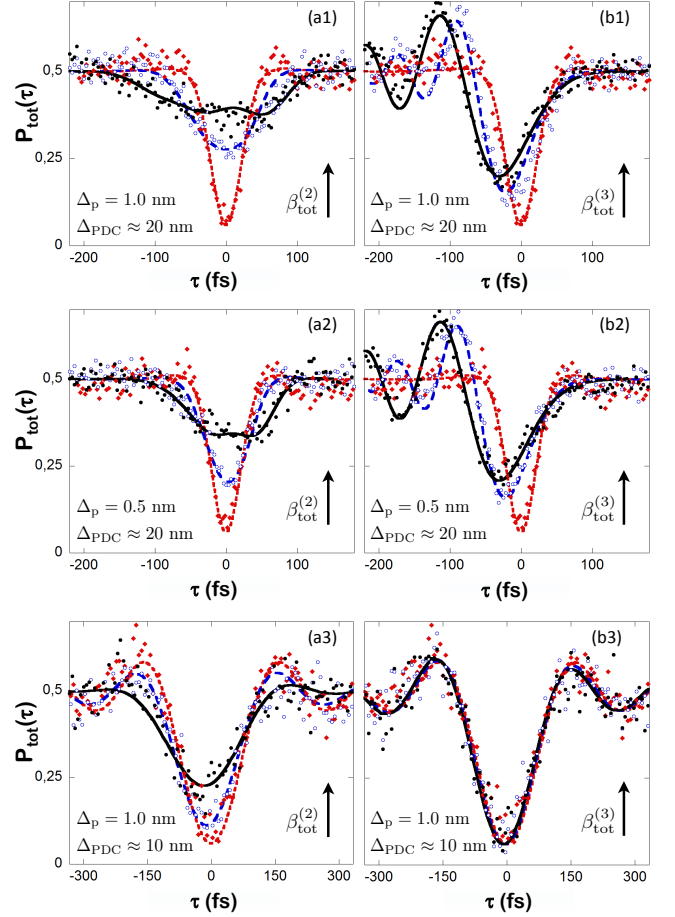 (a1)
0,5
0,25
0
P_tot(τ)
Δ_p = 1.0 nm
Δ_PDC ≈ 20 nm
β_tot^(2)
-200 -100 0 100
τ (fs)
(b1)
Δ_p = 1.0 nm
Δ_PDC ≈ 20 nm
β_tot^(3)
-200 -100 0 100
τ (fs)
(a2)
0,5
0,25
0
P_tot(τ)
Δ_p = 0.5 nm
Δ_PDC ≈ 20 nm
β_tot^(2)
-200 -100 0 100
τ (fs)
(b2)
Δ_p = 0.5 nm
Δ_PDC ≈ 20 nm
β_tot^(3)
-200 -100 0 100
τ (fs)
(a3)
0,5
0,25
0
P_tot(τ)
Δ_p = 1.0 nm
Δ_PDC ≈ 10 nm
β_tot^(2)
-300 -150 0 150 300
τ (fs)
(b3)
Δ_p = 1.0 nm
Δ_PDC ≈ 10 nm
β_tot^(3)
-300 -150 0 150 300
τ (fs)